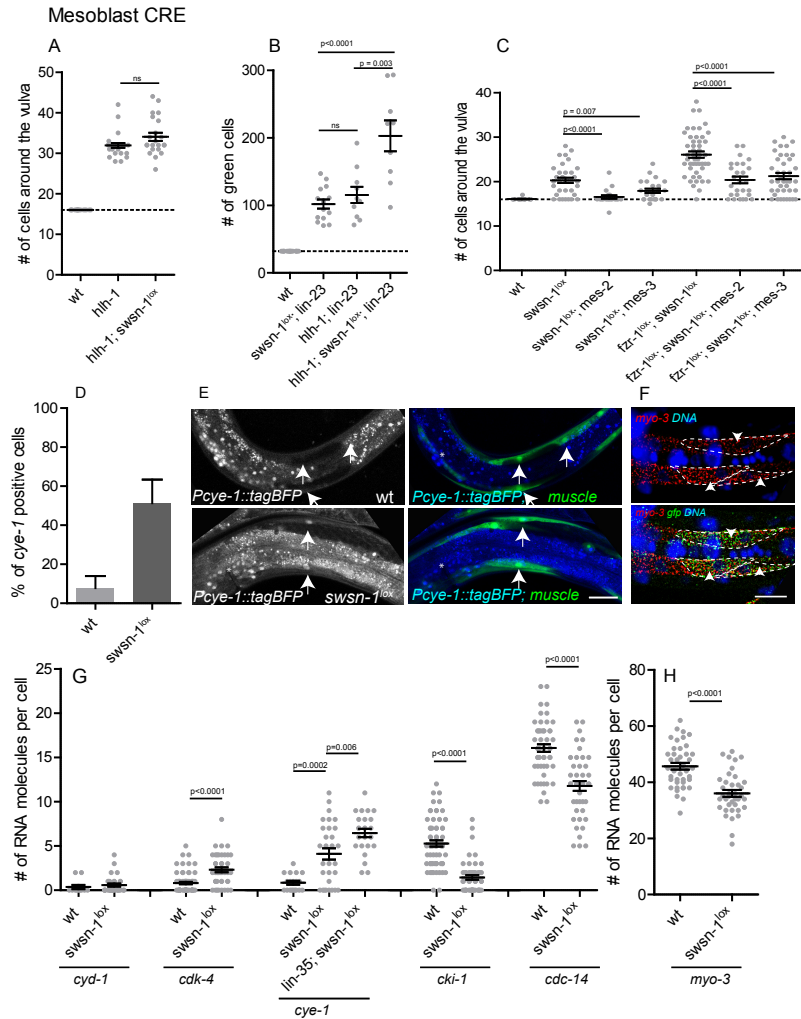 Mesoblast CRE
A
# of cells around the vulva
50
40
30
20
10
0
ns
wt
hlh-1
hlh-1; swsn-1lox
B
# of green cells
300
200
100
0
p<0.0001
p = 0.003
ns
wt
swsn-1lox; lin-23
hlh-1; lin-23
hlh-1; swsn-1lox; lin-23
C
# of cells around the vulva
40
30
20
10
0
p = 0.007
p<0.0001
p<0.0001
p<0.0001
wt
swsn-1lox
swsn-1lox; mes-2
swsn-1lox; mes-3
fzr-1lox; swsn-1lox
fzr-1lox; swsn-1lox; mes-2
fzr-1lox; swsn-1lox; mes-3
D
% of cye-1 positive cells
100
80
60
40
20
0
wt
swsn-1lox
E
Pcye-1::tagBFP wt
*
Pcye-1::tagBFP; muscle
*
Pcye-1::tagBFP swsn-1lox
*
Pcye-1::tagBFP; muscle
*
F
myo-3 DNA
myo-3 gfp DNA
G
# of RNA molecules per cell
25
20
15
10
5
0
p<0.0001
p=0.0002
p=0.006
p<0.0001
p<0.0001
wt
swsn-1lox
cyd-1
wt
swsn-1lox
cdk-4
wt
swsn-1lox
lin-35; swsn-1lox
cye-1
wt
swsn-1lox
cki-1
wt
swsn-1lox
cdc-14
H
# of RNA molecules per cell
80
60
40
20
0
p<0.0001
wt
swsn-1lox
myo-3